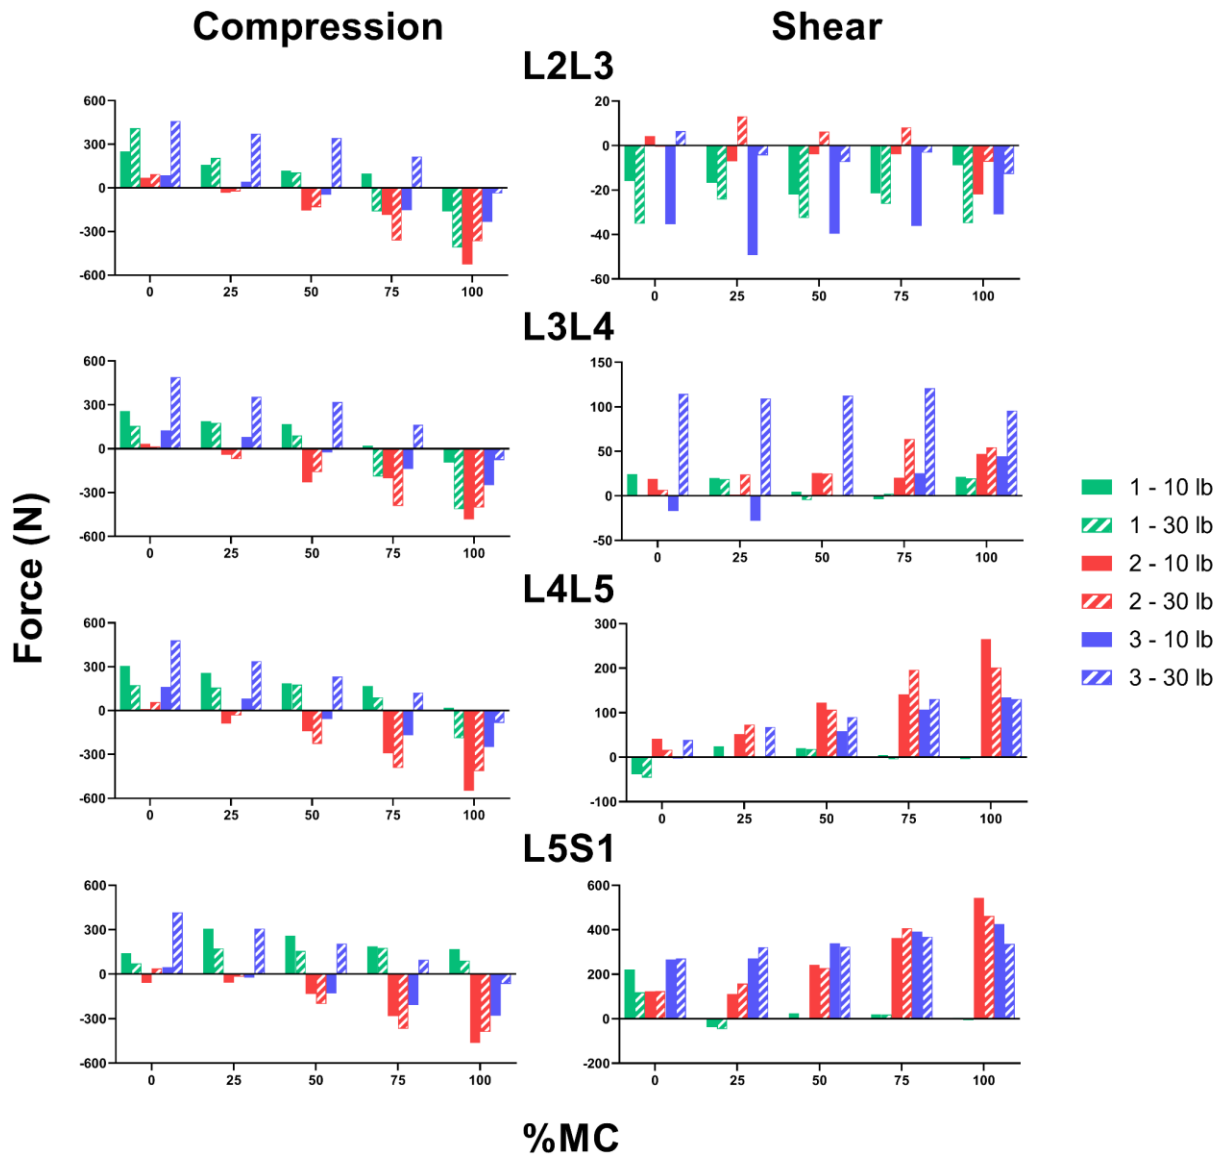 Compression Shear
L2L3
600
300
0
-300
-600
0 25 50 75 100
20
0
-20
-40
-60
0 25 50 75 100
L3L4
600
300
0
-300
-600
0 25 50 75 100
150
100
50
0
-50
0 25 50 75 100
L4L5
600
300
0
-300
-600
0 25 50 75 100
300
200
100
0
-100
0 25 50 75 100
L5S1
600
300
0
-300
-600
0 25 50 75 100
600
400
200
0
-200
0 25 50 75 100
Force (N)
%MC
1 - 10 lb
1 - 30 lb
2 - 10 lb
2 - 30 lb
3 - 10 lb
3 - 30 lb